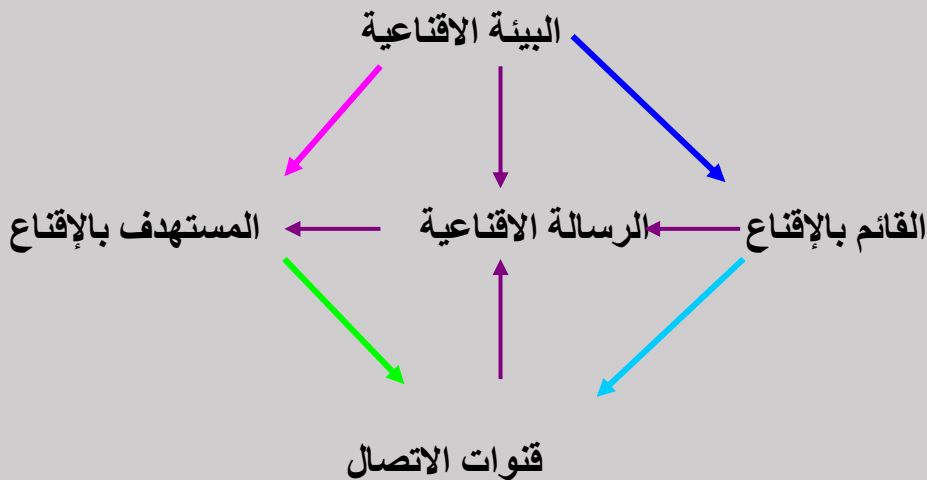 البيئة الاقناعية
القائم بالإقناع
الرسالة الاقناعية
المستهدف بالإقناع
قنوات الاتصال